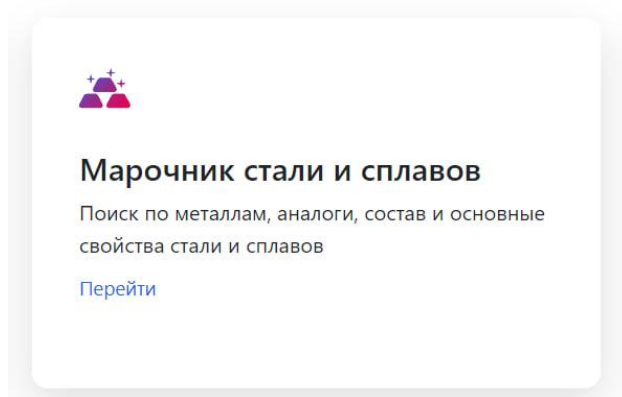 Марочник стали и сплавов
Поиск по металлам, аналоги, состав и основные
свойства стали и сплавов
Перейти